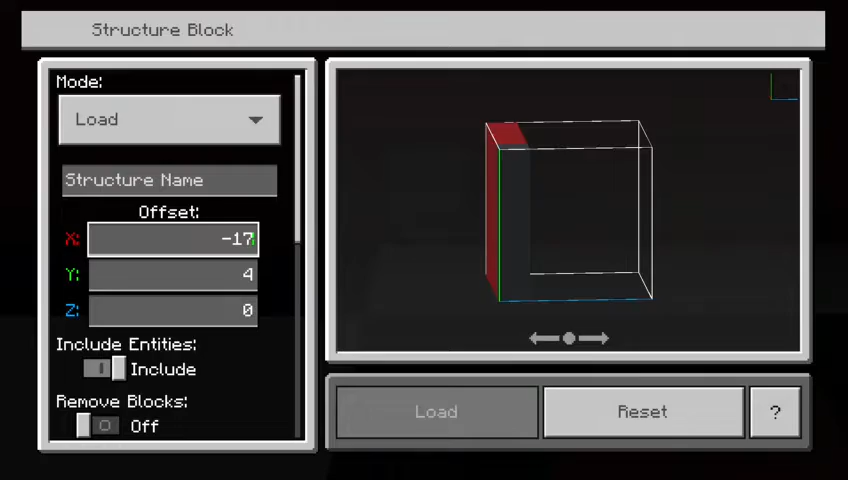 Structure Block
Mode:
Load
Structure Name
Offset:
X: -17
Y: 4
Z: 0
Include Entities:
Include
Remove Blocks:
Off
Load
Reset
?